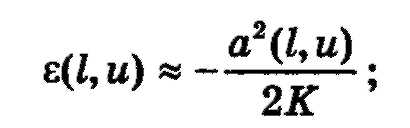 ε(l, u) ≈ − a²(l, u) / 2K ;